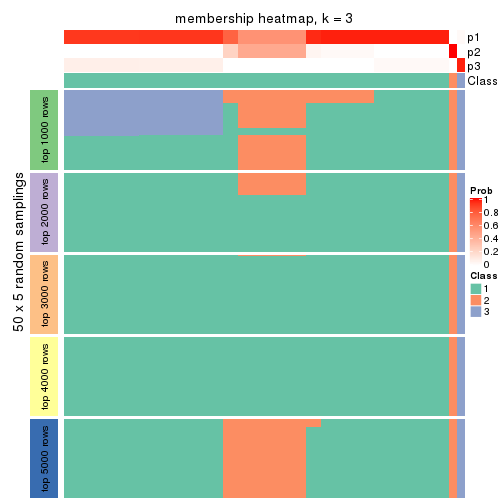 membership heatmap, k = 3
p1
p2
p3
Class
50 x 5 random samplings
top 1000 rows
top 2000 rows
top 3000 rows
top 4000 rows
top 5000 rows
Prob
1
0.8
0.6
0.4
0.2
0
Class
1
2
3